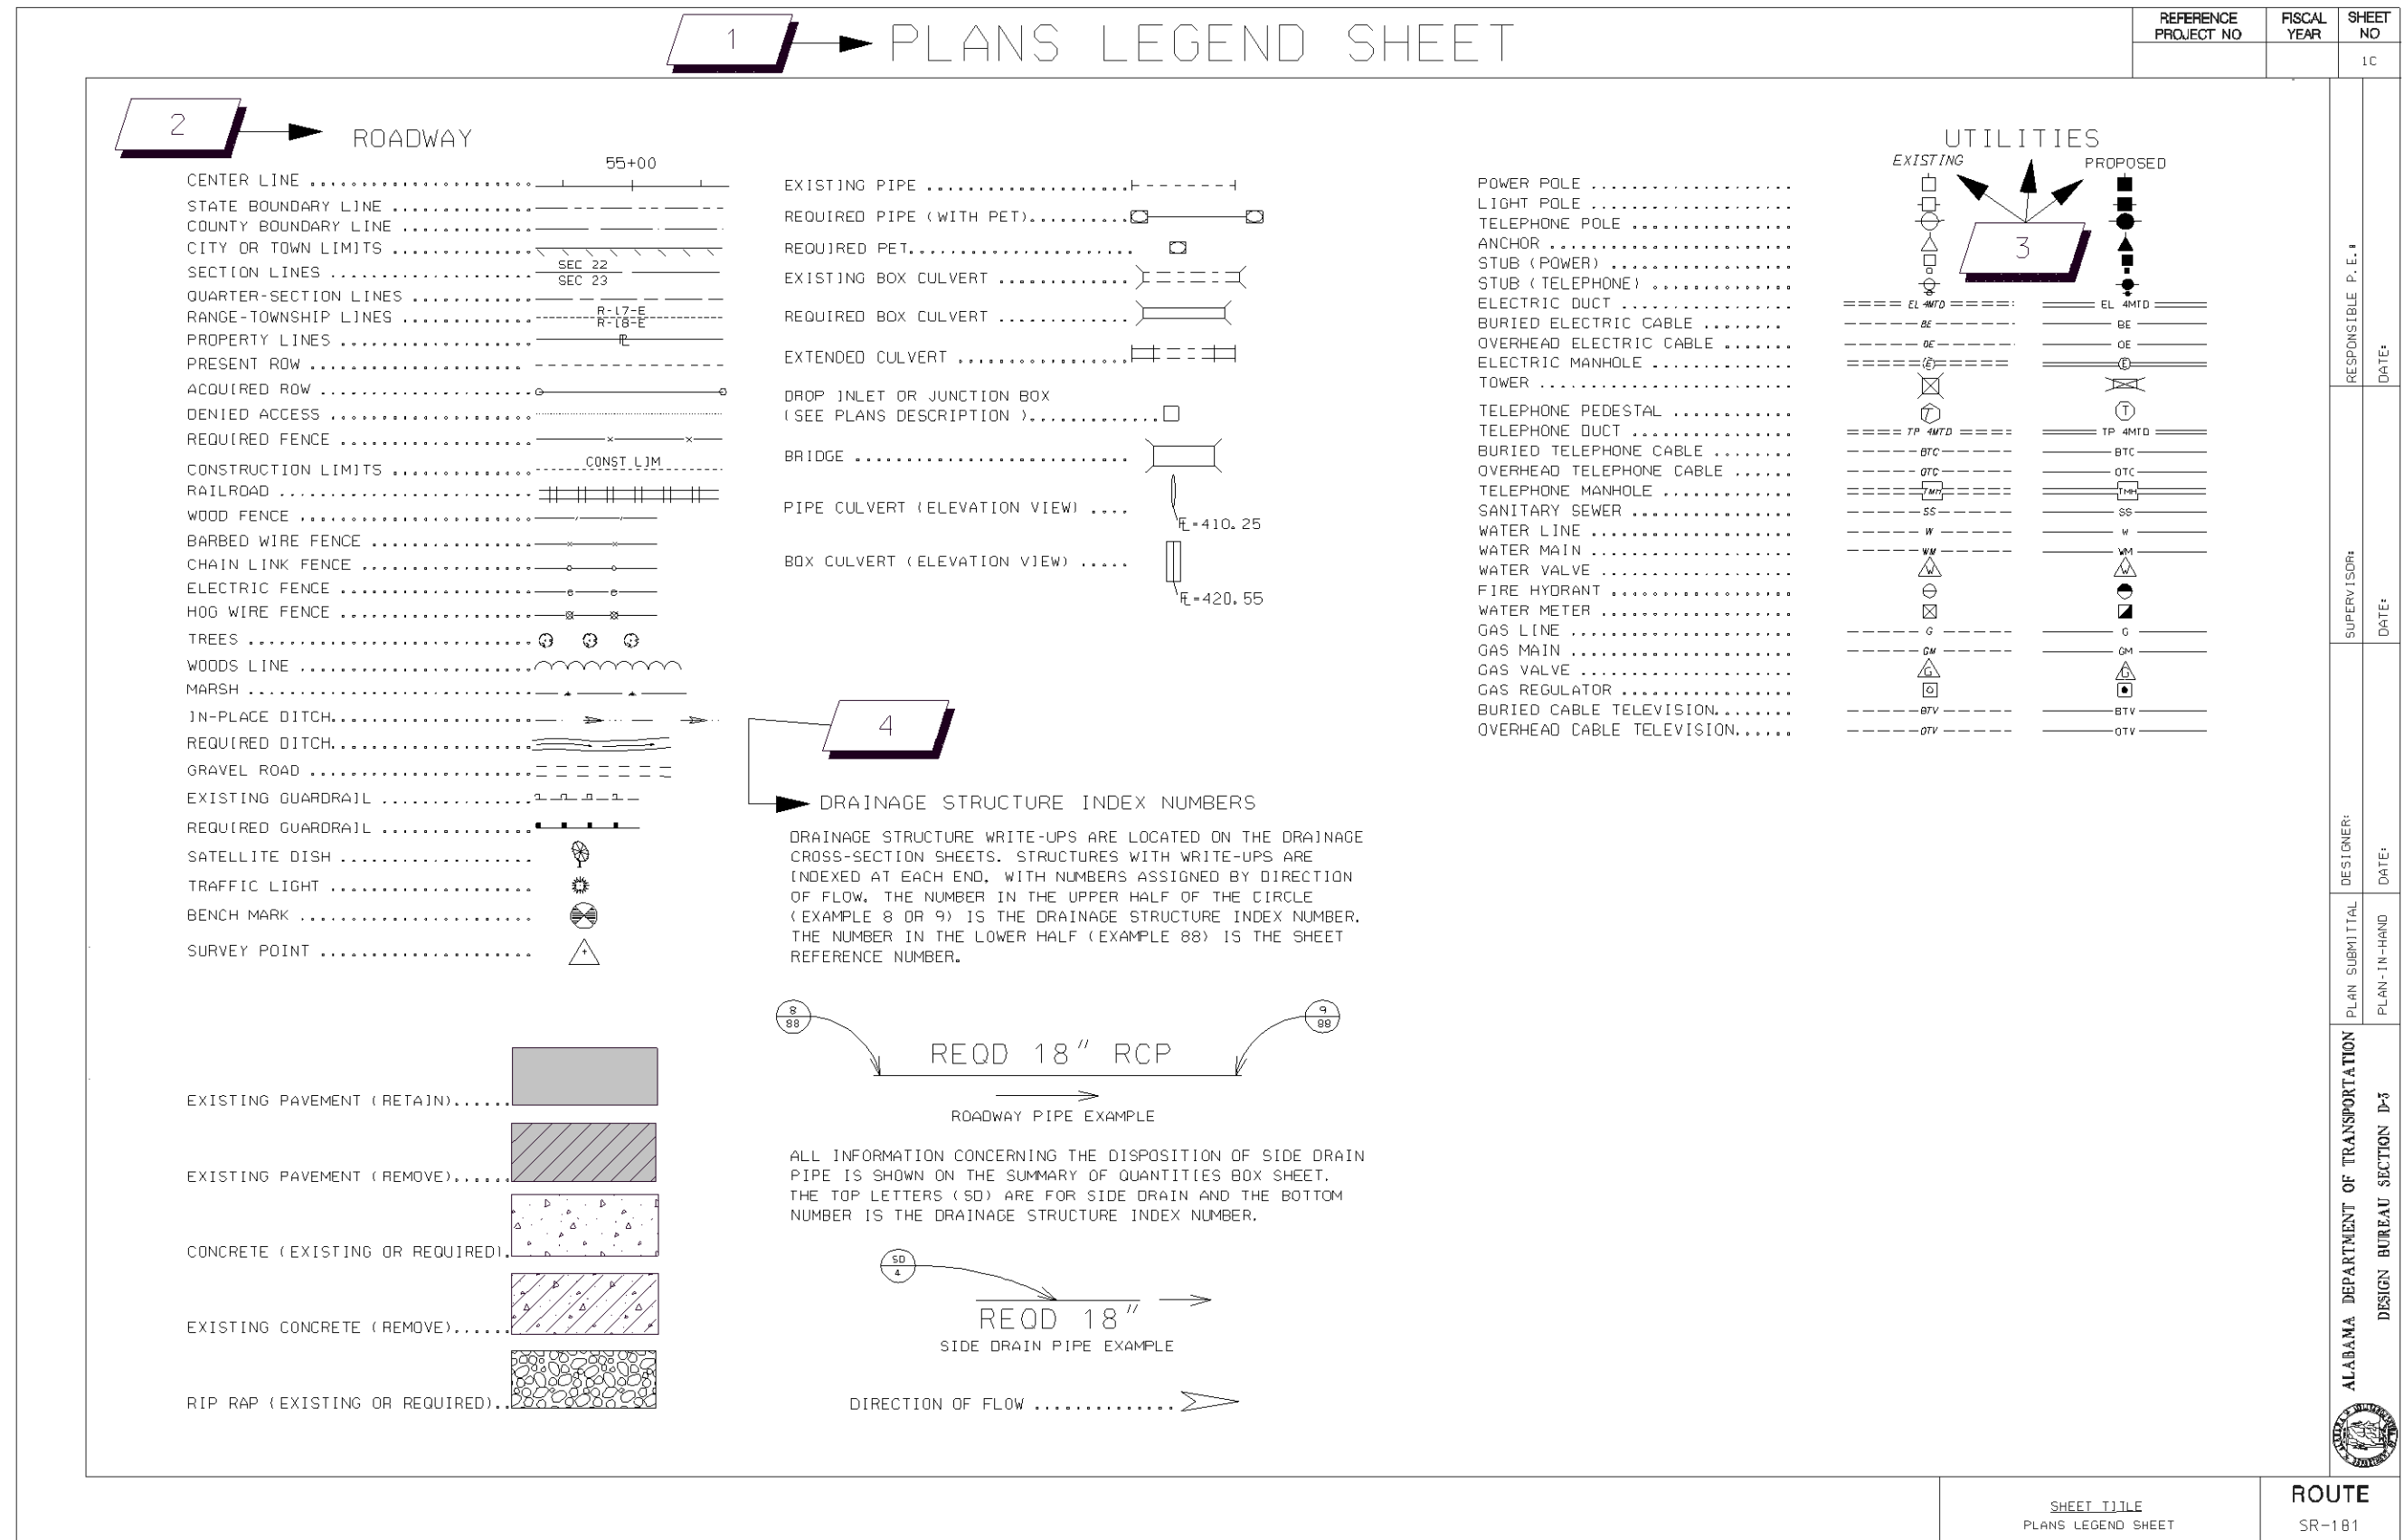 1
PLANS LEGEND SHEET
REFERENCE
PROJECT NO
FISCAL
YEAR
SHEET
NO
1C
2
ROADWAY
55+00
CENTER LINE
STATE BOUNDARY LINE
COUNTY BOUNDARY LINE
CITY OR TOWN LIMITS
SECTION LINES
SEC 22
SEC 23
QUARTER-SECTION LINES
RANGE-TOWNSHIP LINES
R-17-E
R-18-E
PROPERTY LINES
PL
PRESENT ROW
ACQUIRED ROW
DENIED ACCESS
REQUIRED FENCE
CONSTRUCTION LIMITS
CONST LIM
RAILROAD
WOOD FENCE
BARBED WIRE FENCE
CHAIN LINK FENCE
ELECTRIC FENCE
HOG WIRE FENCE
TREES
WOODS LINE
MARSH
IN-PLACE DITCH
REQUIRED DITCH
GRAVEL ROAD
EXISTING GUARDRAIL
REQUIRED GUARDRAIL
SATELLITE DISH
TRAFFIC LIGHT
BENCH MARK
SURVEY POINT
EXISTING PAVEMENT (RETAIN)
EXISTING PAVEMENT (REMOVE)
CONCRETE (EXISTING OR REQUIRED)
EXISTING CONCRETE (REMOVE)
RIP RAP (EXISTING OR REQUIRED)
EXISTING PIPE
REQUIRED PIPE (WITH PET)
REQUIRED PET
EXISTING BOX CULVERT
REQUIRED BOX CULVERT
EXTENDED CULVERT
DROP INLET OR JUNCTION BOX
(SEE PLANS DESCRIPTION )
BRIDGE
PIPE CULVERT (ELEVATION VIEW)
FL=410.25
BOX CULVERT (ELEVATION VIEW)
FL=420.55
4
DRAINAGE STRUCTURE INDEX NUMBERS
DRAINAGE STRUCTURE WRITE-UPS ARE LOCATED ON THE DRAINAGE
CROSS-SECTION SHEETS. STRUCTURES WITH WRITE-UPS ARE
INDEXED AT EACH END, WITH NUMBERS ASSIGNED BY DIRECTION
OF FLOW. THE NUMBER IN THE UPPER HALF OF THE CIRCLE
(EXAMPLE 8 OR 9) IS THE DRAINAGE STRUCTURE INDEX NUMBER.
THE NUMBER IN THE LOWER HALF (EXAMPLE 88) IS THE SHEET
REFERENCE NUMBER.
8
88
9
88
REQD 18" RCP
ROADWAY PIPE EXAMPLE
ALL INFORMATION CONCERNING THE DISPOSITION OF SIDE DRAIN
PIPE IS SHOWN ON THE SUMMARY OF QUANTITIES BOX SHEET.
THE TOP LETTERS (SD) ARE FOR SIDE DRAIN AND THE BOTTOM
NUMBER IS THE DRAINAGE STRUCTURE INDEX NUMBER.
SD
4
REQD 18"
SIDE DRAIN PIPE EXAMPLE
DIRECTION OF FLOW
UTILITIES
EXISTING
PROPOSED
3
POWER POLE
LIGHT POLE
TELEPHONE POLE
ANCHOR
STUB (POWER)
STUB (TELEPHONE)
ELECTRIC DUCT EL 4MTD EL 4MTD
BURIED ELECTRIC CABLE BE BE
OVERHEAD ELECTRIC CABLE OE OE
ELECTRIC MANHOLE E E
TOWER
TELEPHONE PEDESTAL T T
TELEPHONE DUCT TP 4MTD TP 4MTD
BURIED TELEPHONE CABLE BTC BTC
OVERHEAD TELEPHONE CABLE OTC OTC
TELEPHONE MANHOLE TMH TMH
SANITARY SEWER SS SS
WATER LINE W W
WATER MAIN WM WM
WATER VALVE W W
FIRE HYDRANT
WATER METER
GAS LINE G G
GAS MAIN GM GM
GAS VALVE G G
GAS REGULATOR
BURIED CABLE TELEVISION BTV BTV
OVERHEAD CABLE TELEVISION OTV OTV
RESPONSIBLE P.E.:
DATE:
SUPERVISOR:
DATE:
DESIGNER:
DATE:
PLAN SUBMITTAL
PLAN-IN-HAND
ALABAMA DEPARTMENT OF TRANSPORTATION
DESIGN BUREAU SECTION D-3
SHEET TITLE
PLANS LEGEND SHEET
ROUTE
SR-181